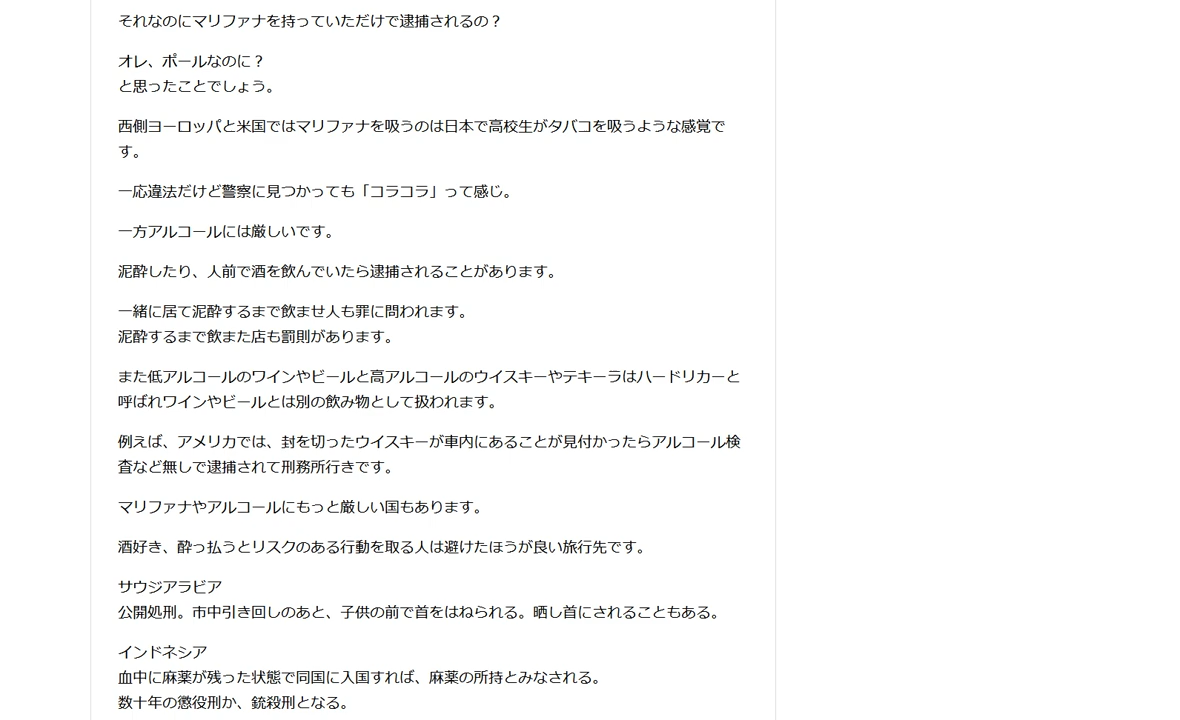 それなのにマリファナを持っていただけで逮捕されるの？
オレ、ポールなのに？
と思ったことでしょう。
西側ヨーロッパと米国ではマリファナを吸うのは日本で高校生がタバコを吸うような感覚で
す。
一応違法だけど警察に見つかっても「コラコラ」って感じ。
一方アルコールには厳しいです。
泥酔したり、人前で酒を飲んでいたら逮捕されることがあります。
一緒に居て泥酔するまで飲ませ人も罪に問われます。
泥酔するまで飲また店も罰則があります。
また低アルコールのワインやビールと高アルコールのウイスキーやテキーラはハードリカーと
呼ばれワインやビールとは別の飲み物として扱われます。
例えば、アメリカでは、封を切ったウイスキーが車内にあることが見付かったらアルコール検
査など無しで逮捕されて刑務所行きです。
マリファナやアルコールにもっと厳しい国もあります。
酒好き、酔っ払うとリスクのある行動を取る人は避けたほうが良い旅行先です。
サウジアラビア
公開処刑。市中引き回しのあと、子供の前で首をはねられる。晒し首にされることもある。
インドネシア
血中に麻薬が残った状態で同国に入国すれば、麻薬の所持とみなされる。
数十年の懲役刑か、銃殺刑となる。